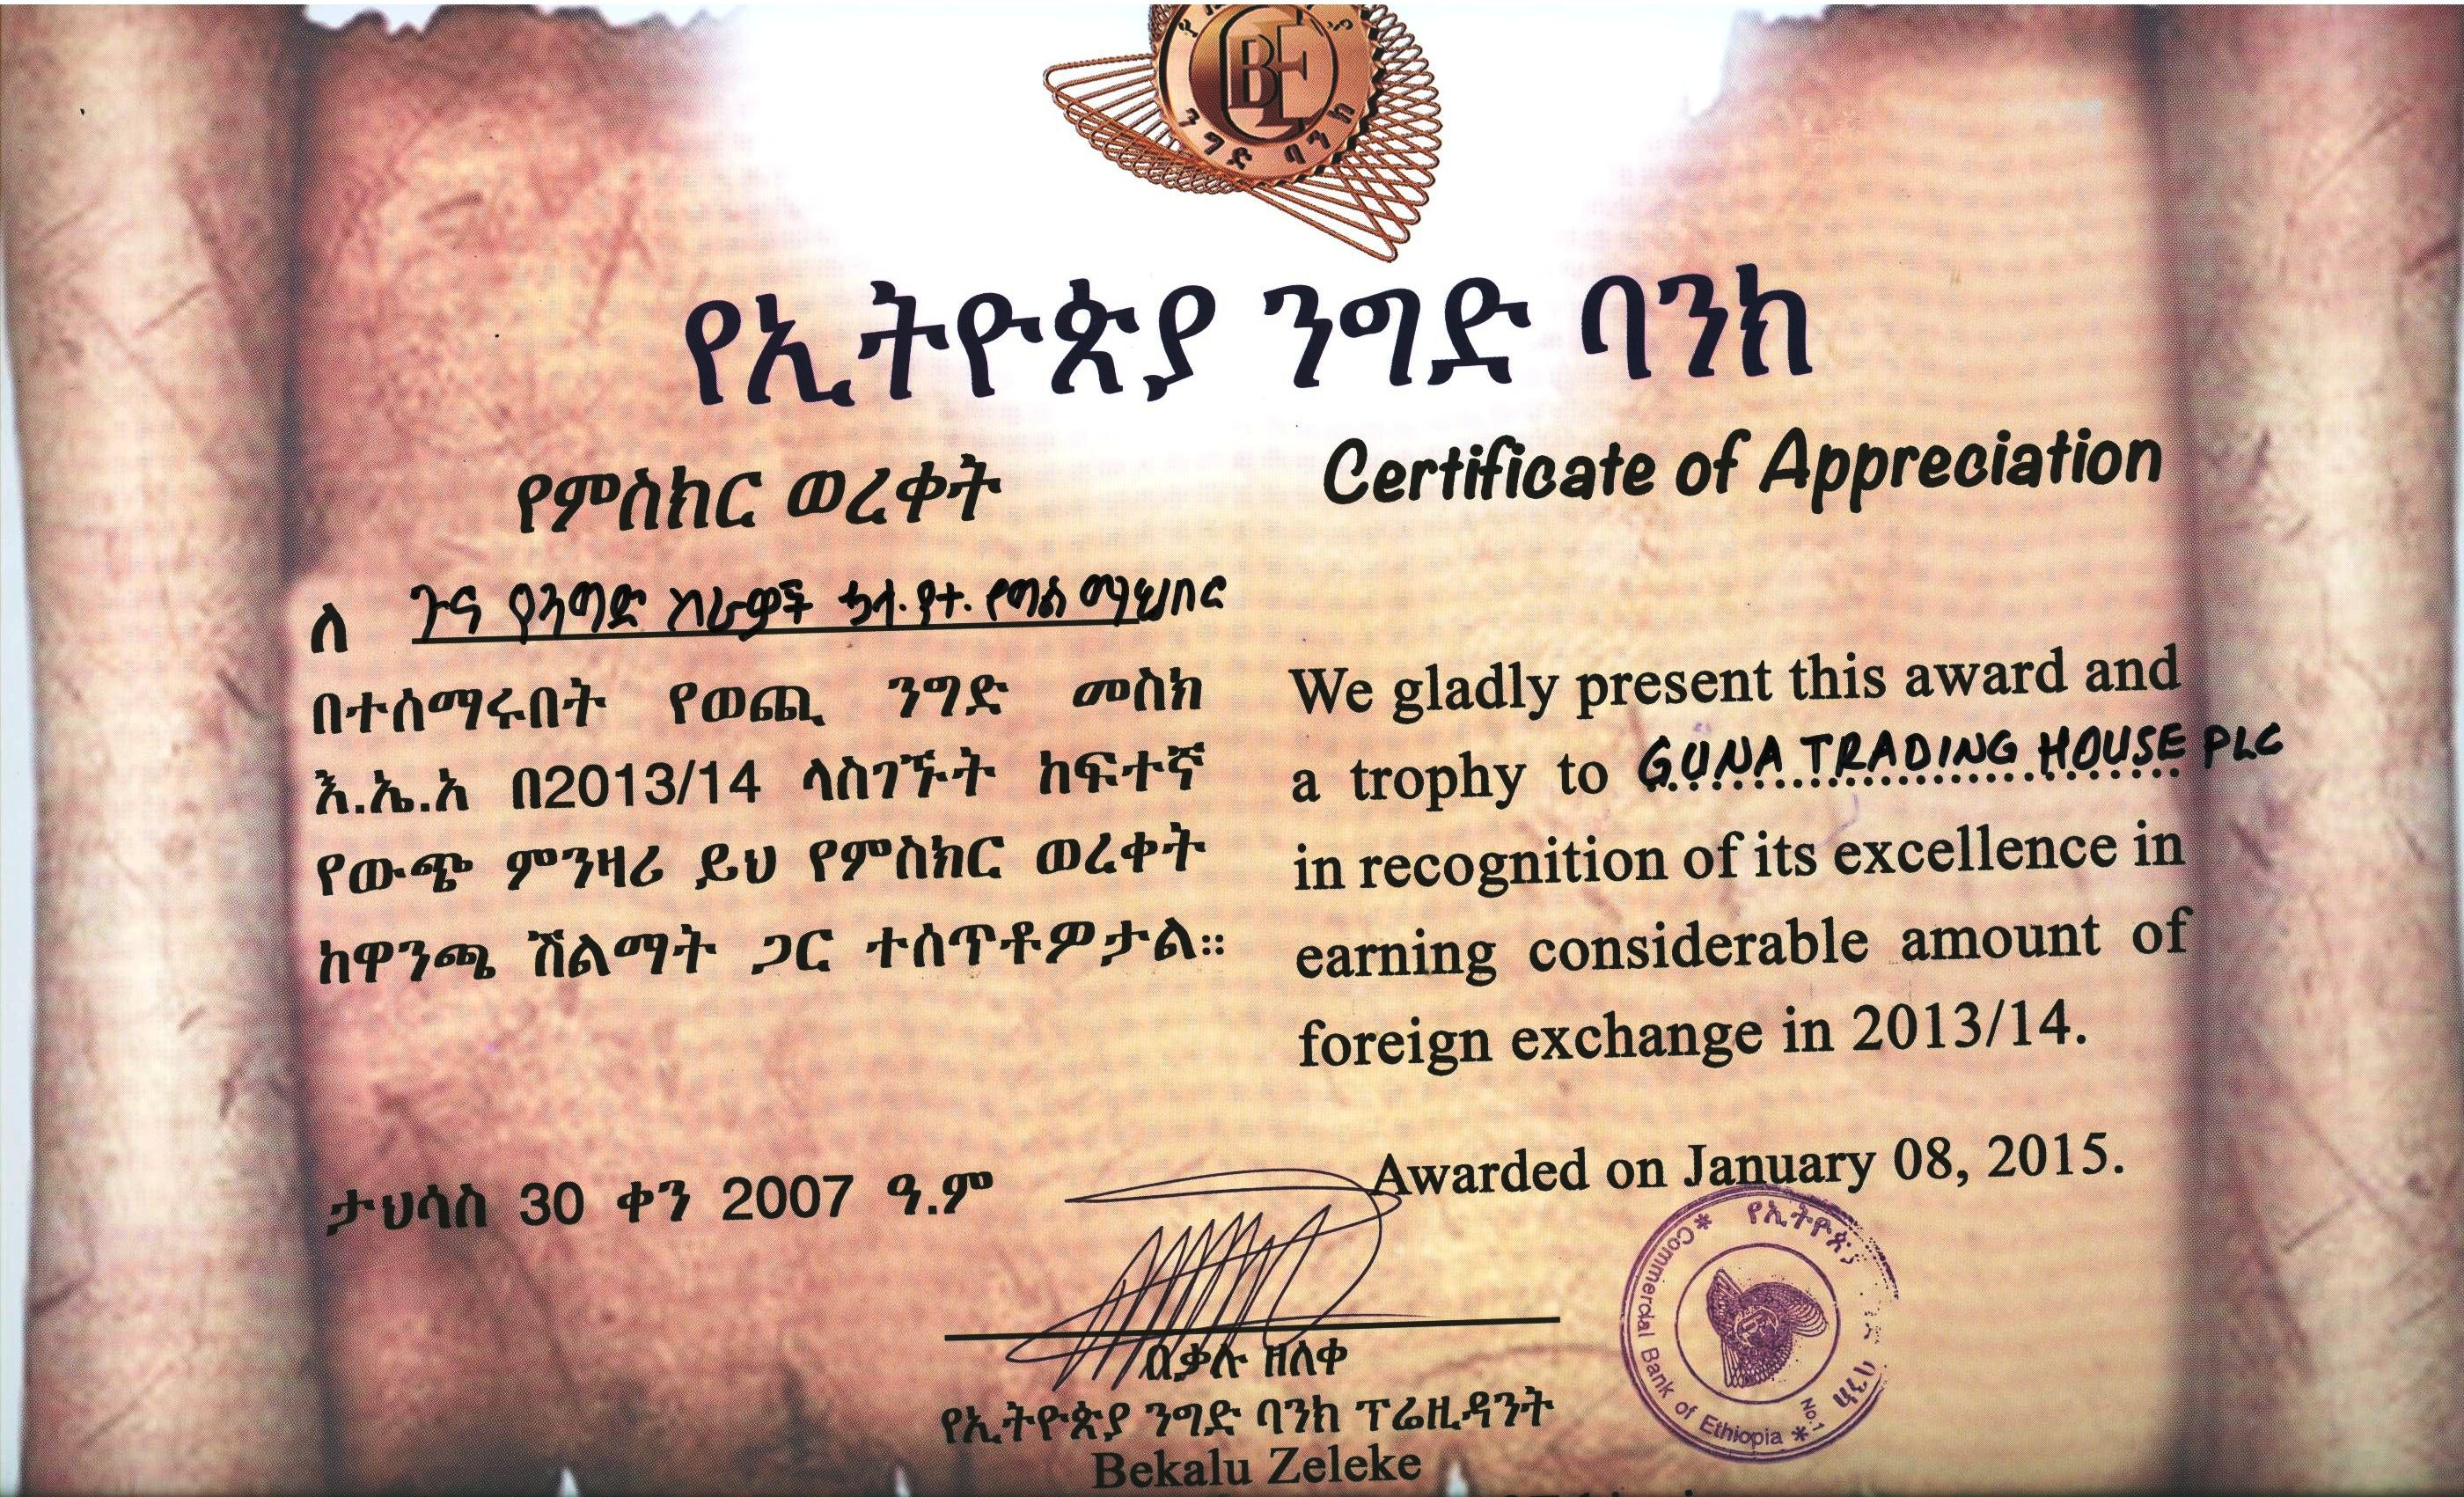 CBE
ንግድ ባንክ
የኢትዮጵያ ንግድ ባንክ
የምስክር ወረቀት
ለ ጉና የንግድ ሥራዎች ኃላ.የተ. የግል ማህበር
በተሰማሩበት የወጪ ንግድ መስክ
እ.ኤ.አ በ2013/14 ላስገኙት ከፍተኛ
የውጭ ምንዛሪ ይህ የምስክር ወረቀት
ከዋንጫ ሽልማት ጋር ተሰጥቶዎታል።
ታህሳስ 30 ቀን 2007 ዓ.ም
Certificate of Appreciation
We gladly present this award and
a trophy to GUNA TRADING HOUSE PLC
in recognition of its excellence in
earning considerable amount of
foreign exchange in 2013/14.
Awarded on January 08, 2015.
በቃሉ ዘለቀ
የኢትዮጵያ ንግድ ባንክ ፕሬዚዳንት
Bekalu Zeleke
የኢትዮጵያ ባንክ
Commercial Bank of Ethiopia
No.1